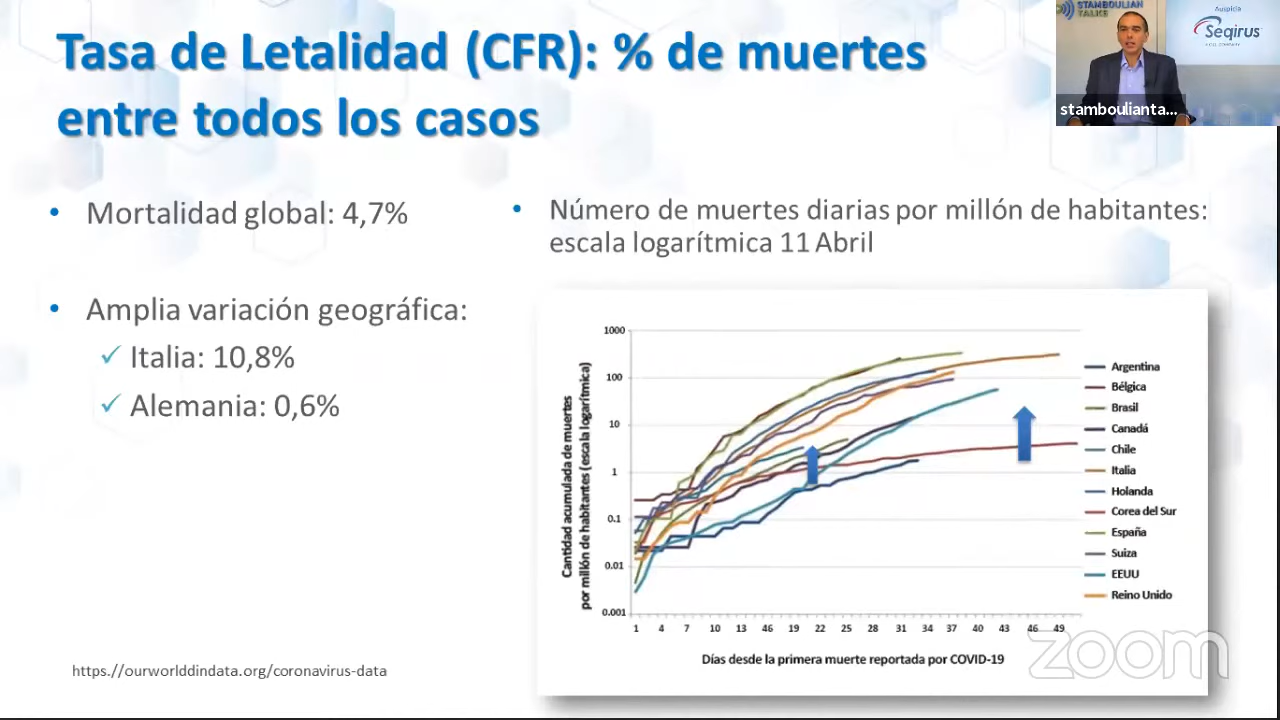 Tasa de Letalidad (CFR): % de muertes
entre todos los casos
STAMBOULIAN
TALKS
Auspicia
Seqirus
stamboulianta...
• Mortalidad global: 4,7%
• Amplia variación geográfica:
✓ Italia: 10,8%
✓ Alemania: 0,6%
• Número de muertes diarias por millón de habitantes:
escala logarítmica 11 Abril
Cantidad acumulada de muertes
por millón de habitantes (escala logarítmica)
1000
100
10
1
0.1
0.01
0.001
1 4 7 10 13 46 19 22 25 28 31 34 37 40 43 46 49
Días desde la primera muerte reportada por COVID-19
Argentina
Bélgica
Brasil
Canadá
Chile
Italia
Holanda
Corea del Sur
España
Suiza
EEUU
Reino Unido
zoom
https://ourworlddindata.org/coronavirus-data